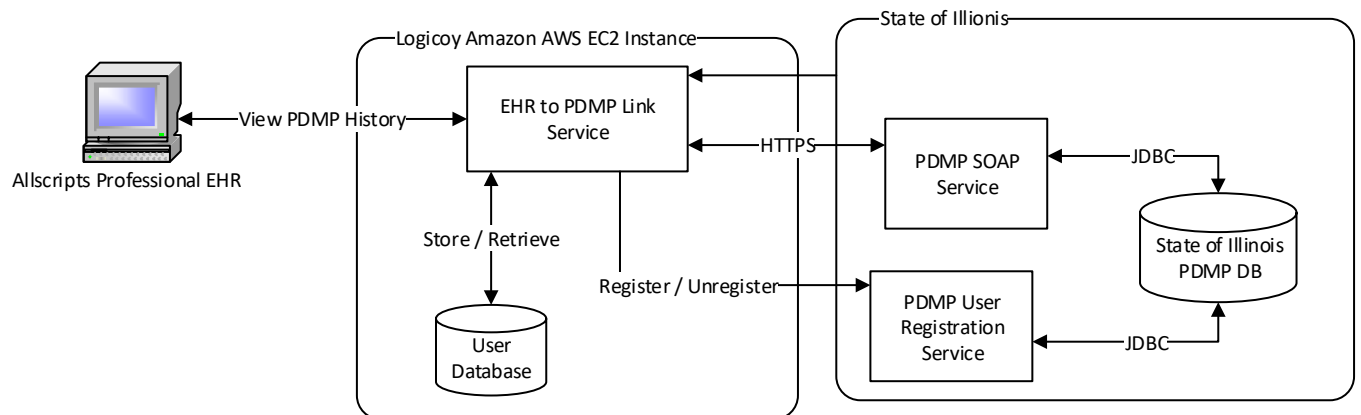 State of Illionis
Logicoy Amazon AWS EC2 Instance
EHR to PDMP Link
Service
View PDMP History
HTTPS
PDMP SOAP
Service
JDBC
Allscripts Professional EHR
Store / Retrieve
State of Illinois
PDMP DB
Register / Unregister
PDMP User
Registration
Service
JDBC
User
Database